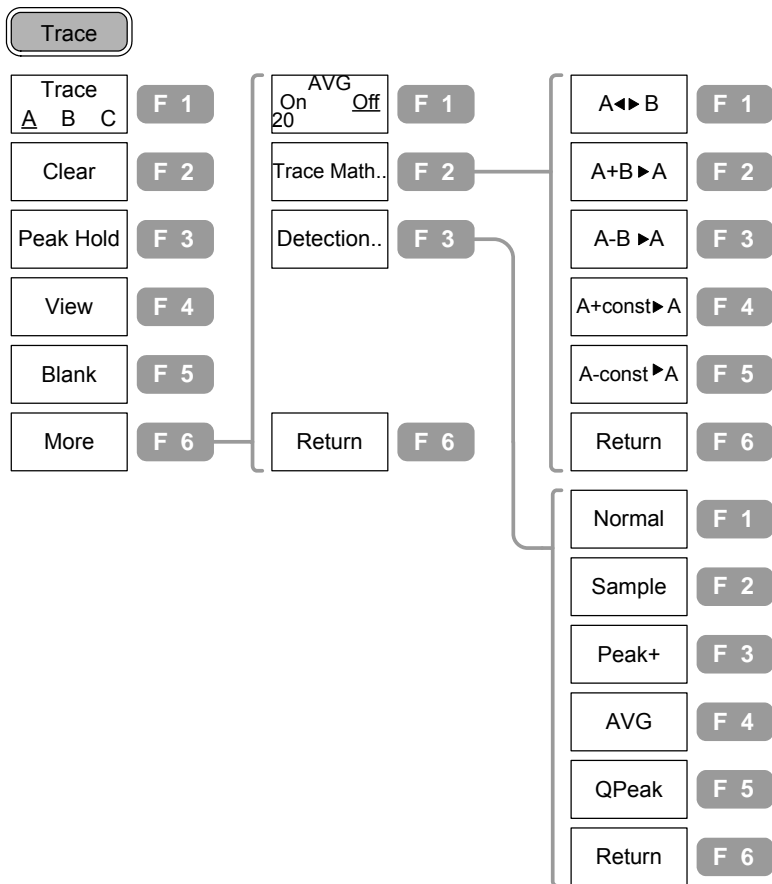 Trace
Trace
A B C
F 1
Clear
F 2
Peak Hold
F 3
View
F 4
Blank
F 5
More
F 6
AVG
On Off
20
F 1
Trace Math..
F 2
Detection..
F 3
Return
F 6
A◄► B
F 1
A+B►A
F 2
A-B ►A
F 3
A+const► A
F 4
A-const►A
F 5
Return
F 6
Normal
F 1
Sample
F 2
Peak+
F 3
AVG
F 4
QPeak
F 5
Return
F 6